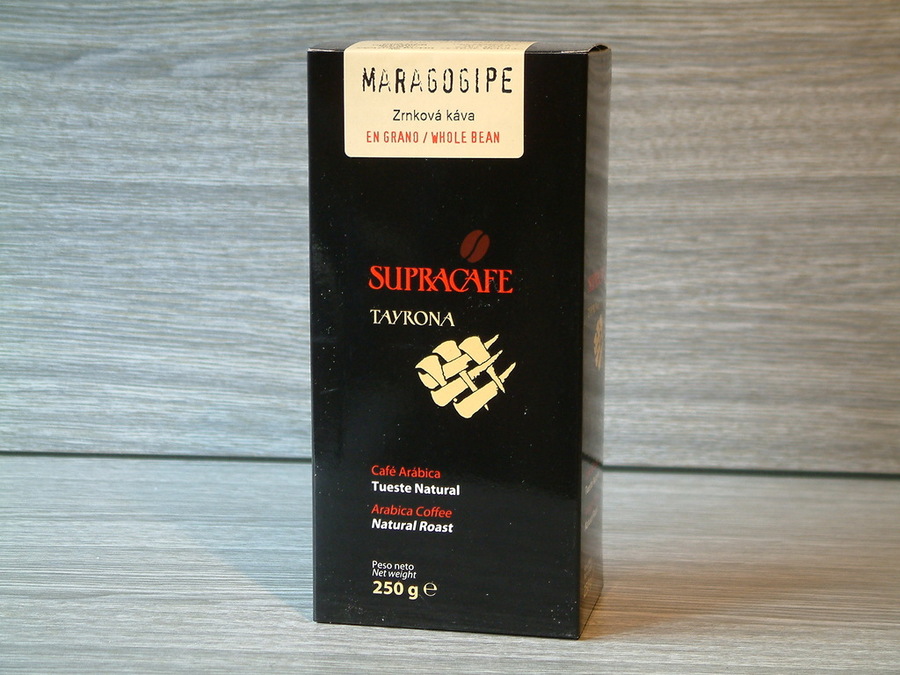 MARAGOGIPE
Zrnková káva
EN GRANO / WHOLE BEAN
SUPRACAFE
TAYRONA
Café Arábica
Tueste Natural
Arabica Coffee
Natural Roast
Peso neto
Net weight
250 g ℮